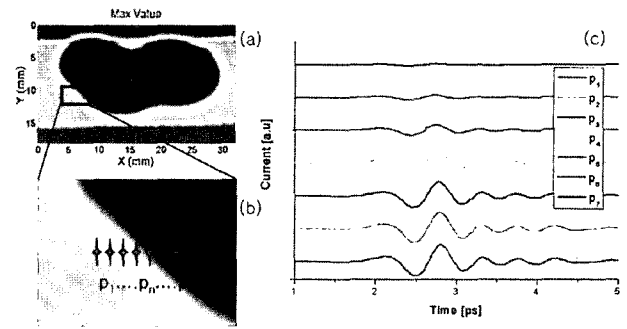 Max Value
(a)
0
5
10
15
Y (mm)
0 5 10 15 20 25 30
X (mm)
(b)
p₁....pₙ....
(c)
Current [a.u]
p₁
p₂
p₃
p₄
p₅
p₆
p₇
1 2 3 4 5
Time [ps]